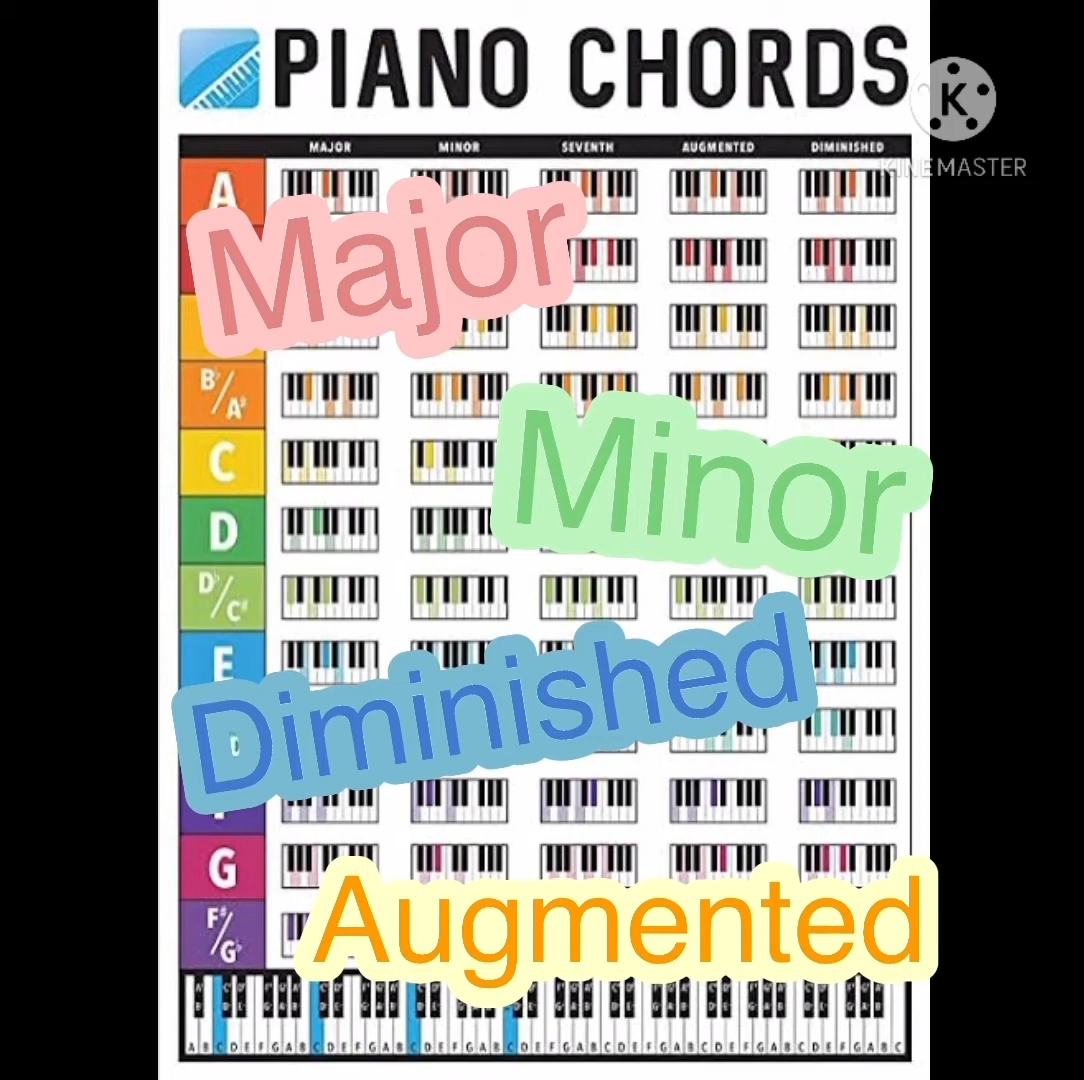 PIANO CHORDS
K
KINEMASTER
MAJOR MINOR SEVENTH AUGMENTED DIMINISHED
A
Major
B♭/A♯
Minor
C
D
D♭/C♯
E
Diminished
G
Augmented
F♯/G♭
A B C D E F G A B C D E F G A B C D E F G A B C D E F G A B C D E F G A B C D E F G A B C D E F G A B C